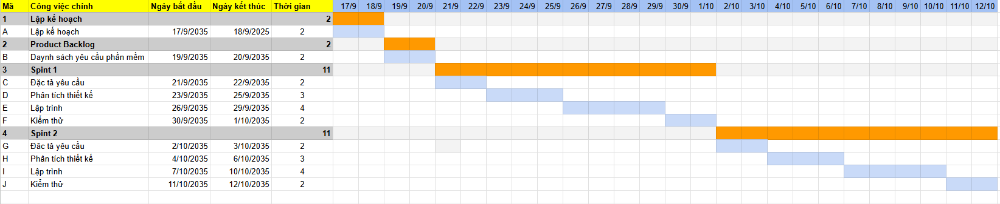 Mã Công việc chính Ngày bắt đầu Ngày kết thúc Thời gian 17/9 18/9 19/9 20/9 21/9 22/9 23/9 24/9 25/9 26/9 27/9 28/9 29/9 30/9 1/10 2/10 3/10 4/10 5/10 6/10 7/10 8/10 9/10 10/10 11/10 12/10
1 Lập kế hoạch 2
A Lập kế hoạch 17/9/2035 18/9/2025 2
2 Product Backlog 2
B Daynh sách yêu cầu phần mềm 19/9/2035 20/9/2035 2
3 Spint 1 11
C Đặc tả yêu cầu 21/9/2035 22/9/2035 2
D Phân tích thiết kế 23/9/2035 25/9/2035 3
E Lập trình 26/9/2035 29/9/2035 4
F Kiểm thử 30/9/2035 1/10/2035 2
4 Spint 2 11
G Đăc tả yêu cầu 2/10/2035 3/10/2035 2
H Phân tích thiết kế 4/10/2035 6/10/2035 3
I Lập trình 7/10/2035 10/10/2035 4
J Kiểm thử 11/10/2035 12/10/2035 2